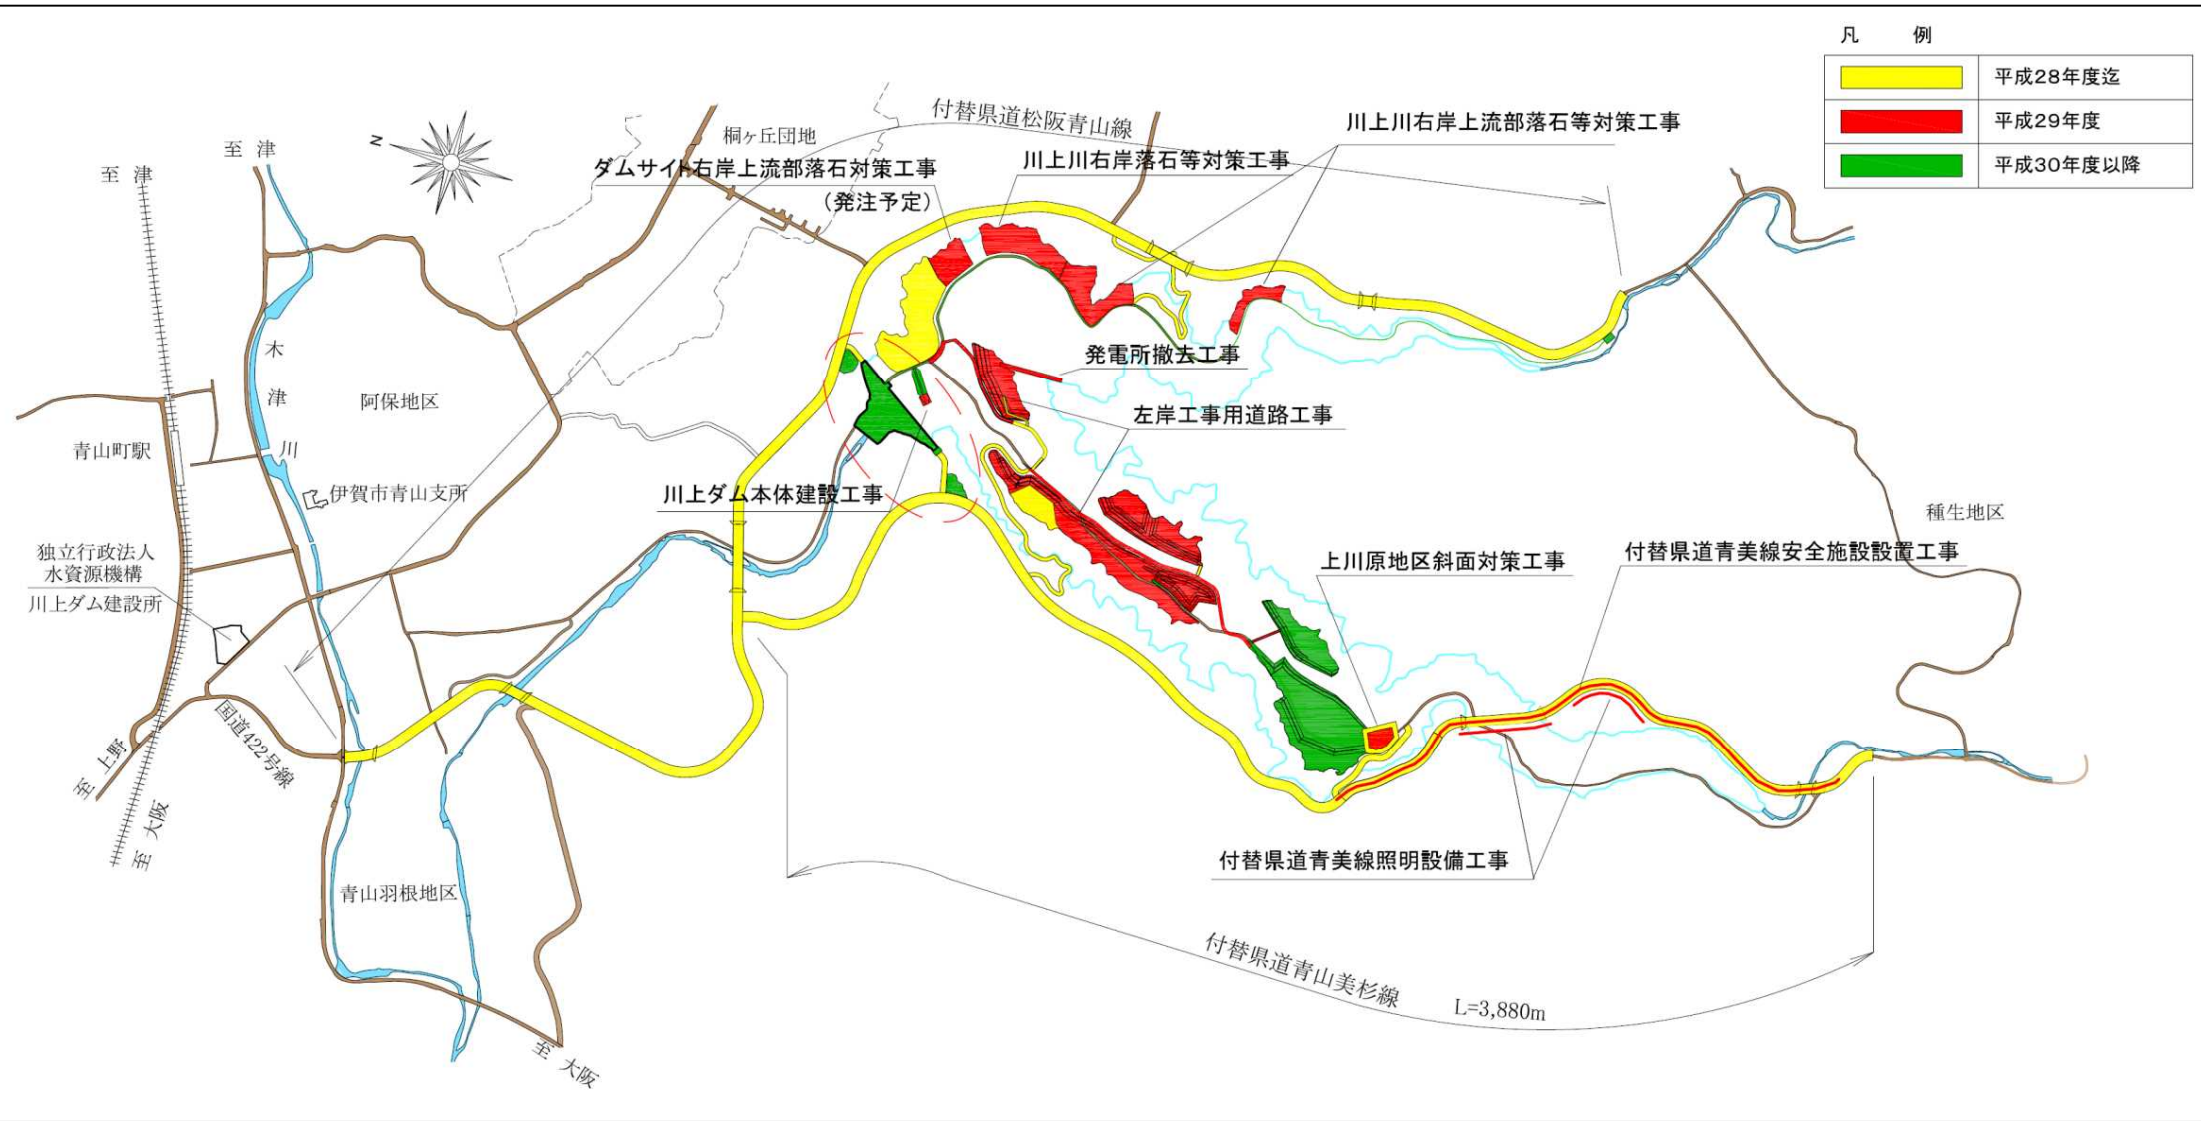 凡 例
平成28年度迄
平成29年度
平成30年度以降
付替県道松阪青山線
川上川右岸上流部落石等対策工事
桐ヶ丘団地
川上川右岸落石等対策工事
ダムサイト右岸上流部落石対策工事
(発注予定)
至 津
至 津
N
木
津
川
阿保地区
発電所撤去工事
左岸工事用道路工事
青山町駅
伊賀市青山支所
川上ダム本体建設工事
種生地区
独立行政法人
水資源機構
川上ダム建設所
上川原地区斜面対策工事
付替県道青美線安全施設設置工事
国道422号線
至 上野
至 大阪
付替県道青美線照明設備工事
青山羽根地区
付替県道青山美杉線 L=3,880m
至 大阪